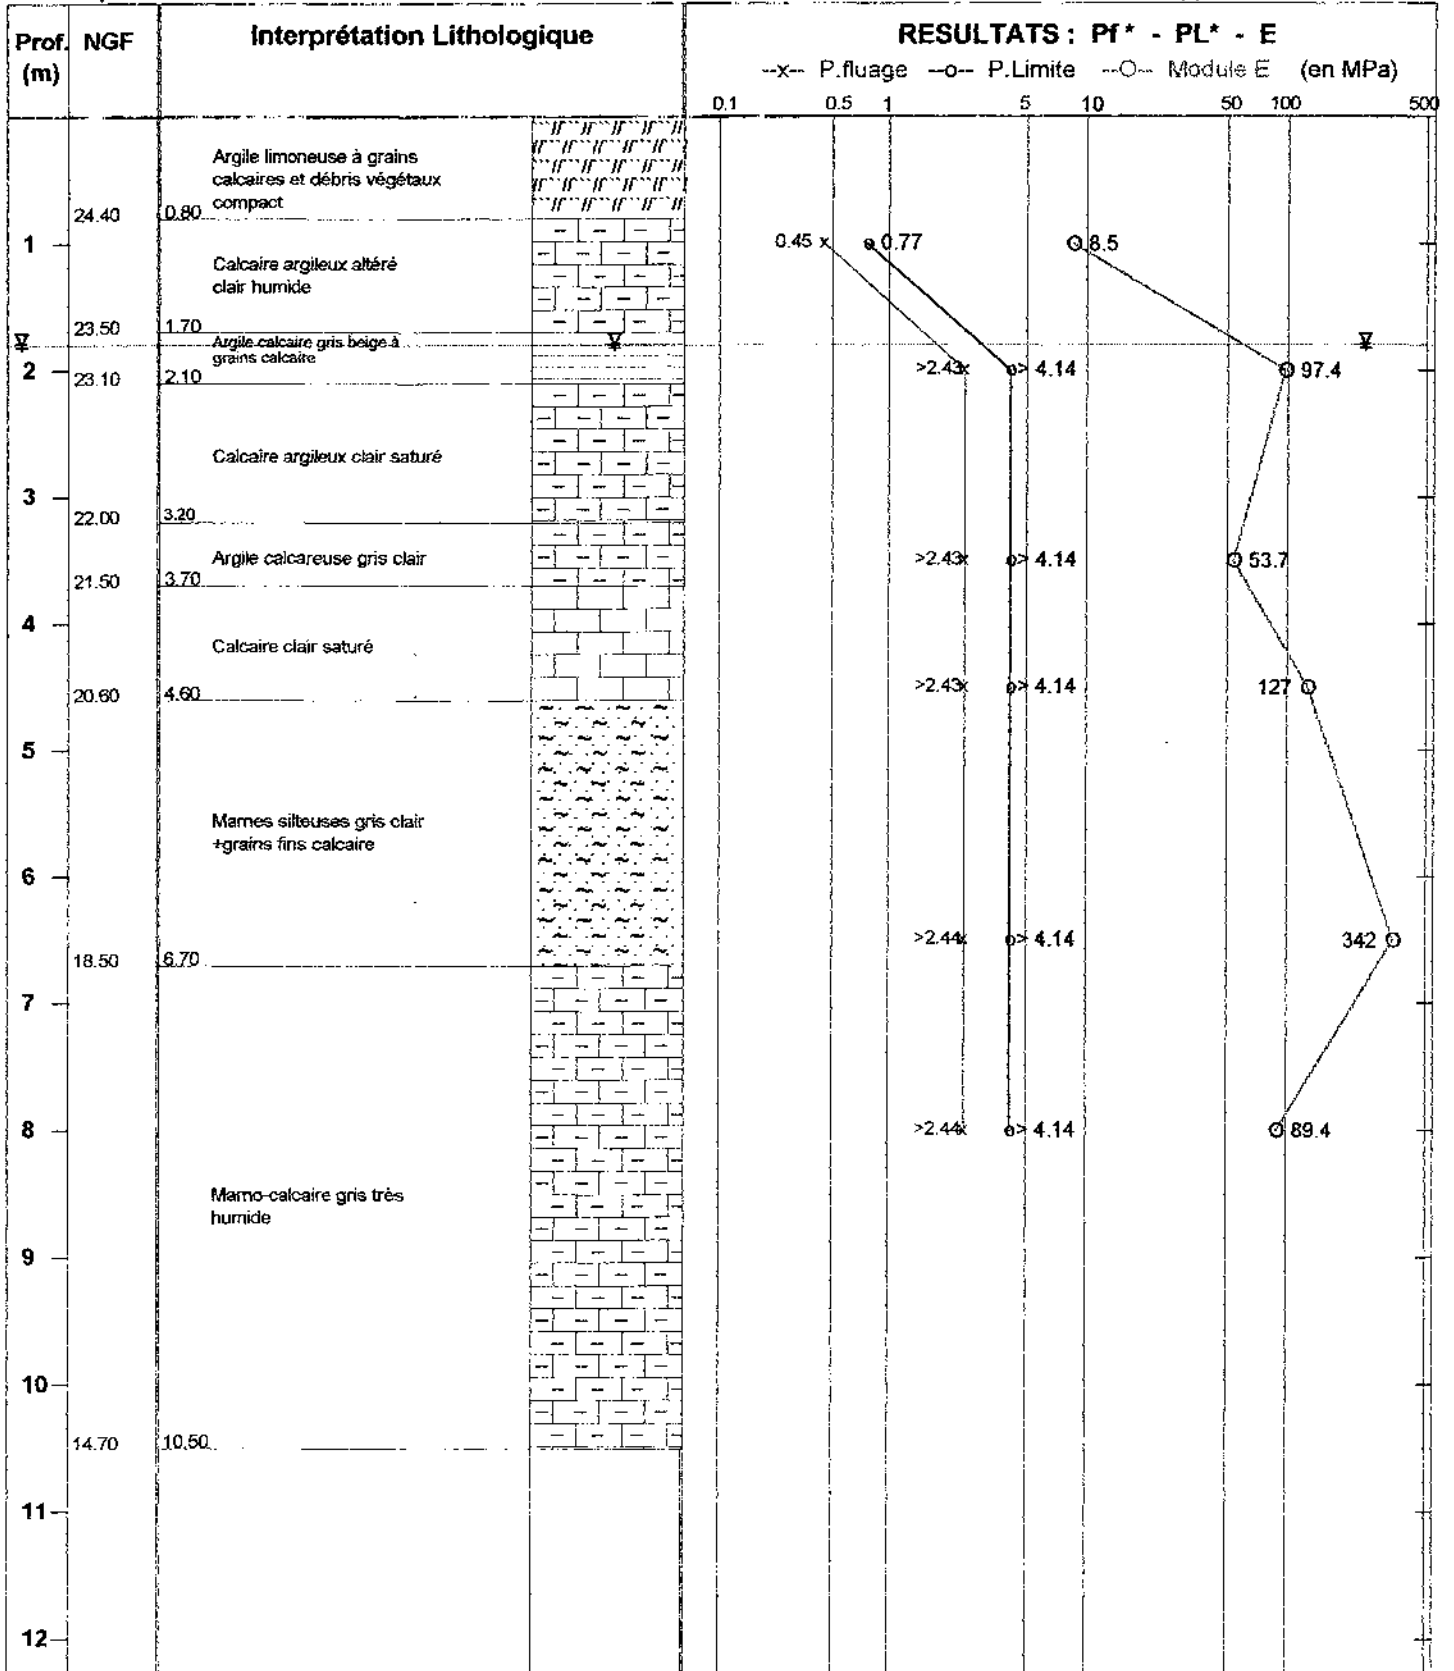 Prof. NGF Interprétation Lithologique RESULTATS : Pf* - PL* - E
(m) --x-- P.fluage --o-- P.Limite --O-- Module E (en MPa)
0.1 0.5 1 5 10 50 100 500
Argile limoneuse à grains
calcaires et débris végétaux
compact
24.40 0.80
1 0.45 x 0.77 8.5
Calcaire argileux altéré
clair humide
23.50 1.70
Argile calcaire gris beige à
grains calcaire
2 >2.43 x > 4.14 97.4
23.10 2.10
Calcaire argileux clair saturé
3
22.00 3.20
Argile calcareuse gris clair >2.43 x > 4.14 53.7
21.50 3.70
4
Calcaire clair saturé
>2.43 x > 4.14 127
20.60 4.60
5
Marnes silteuses gris clair
+grains fins calcaire
6
>2.44 x > 4.14 342
18.50 6.70
7
8 >2.44 x > 4.14 89.4
Marno-calcaire gris très
humide
9
10
14.70 10.50
11
12